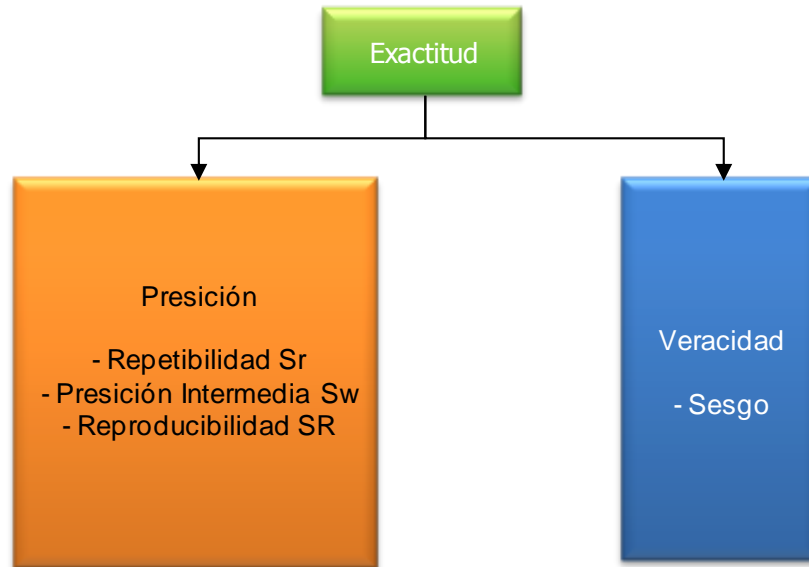 Exactitud
Presición
- Repetibilidad Sr
- Presición Intermedia Sw
- Reproducibilidad SR
Veracidad
- Sesgo